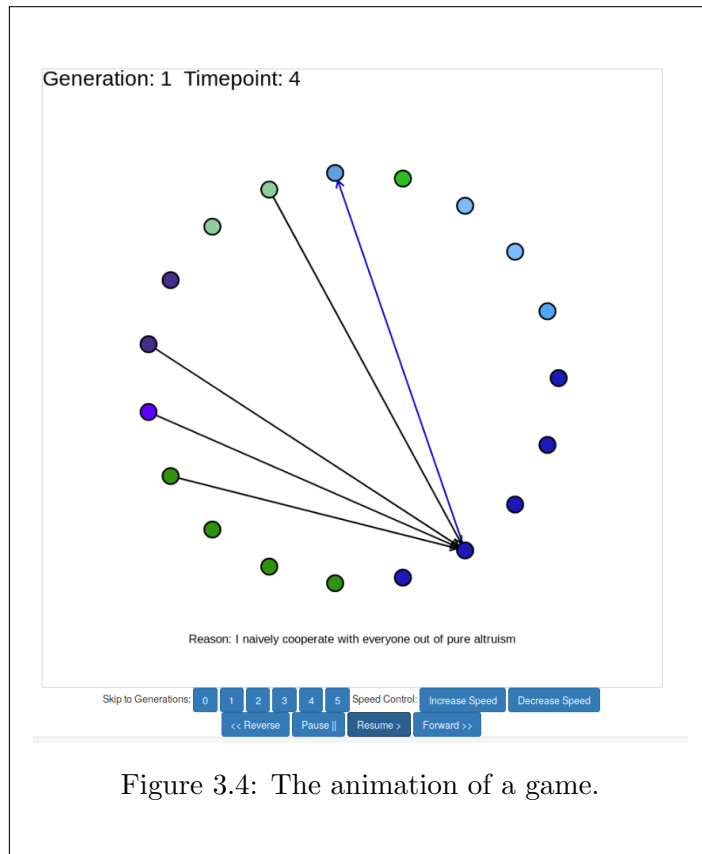 Generation: 1  Timepoint: 4
Reason: I naively cooperate with everyone out of pure altruism
Skip to Generations: 0 1 2 3 4 5 Speed Control: Increase Speed Decrease Speed
<< Reverse Pause || Resume > Forward >>
Figure 3.4: The animation of a game.